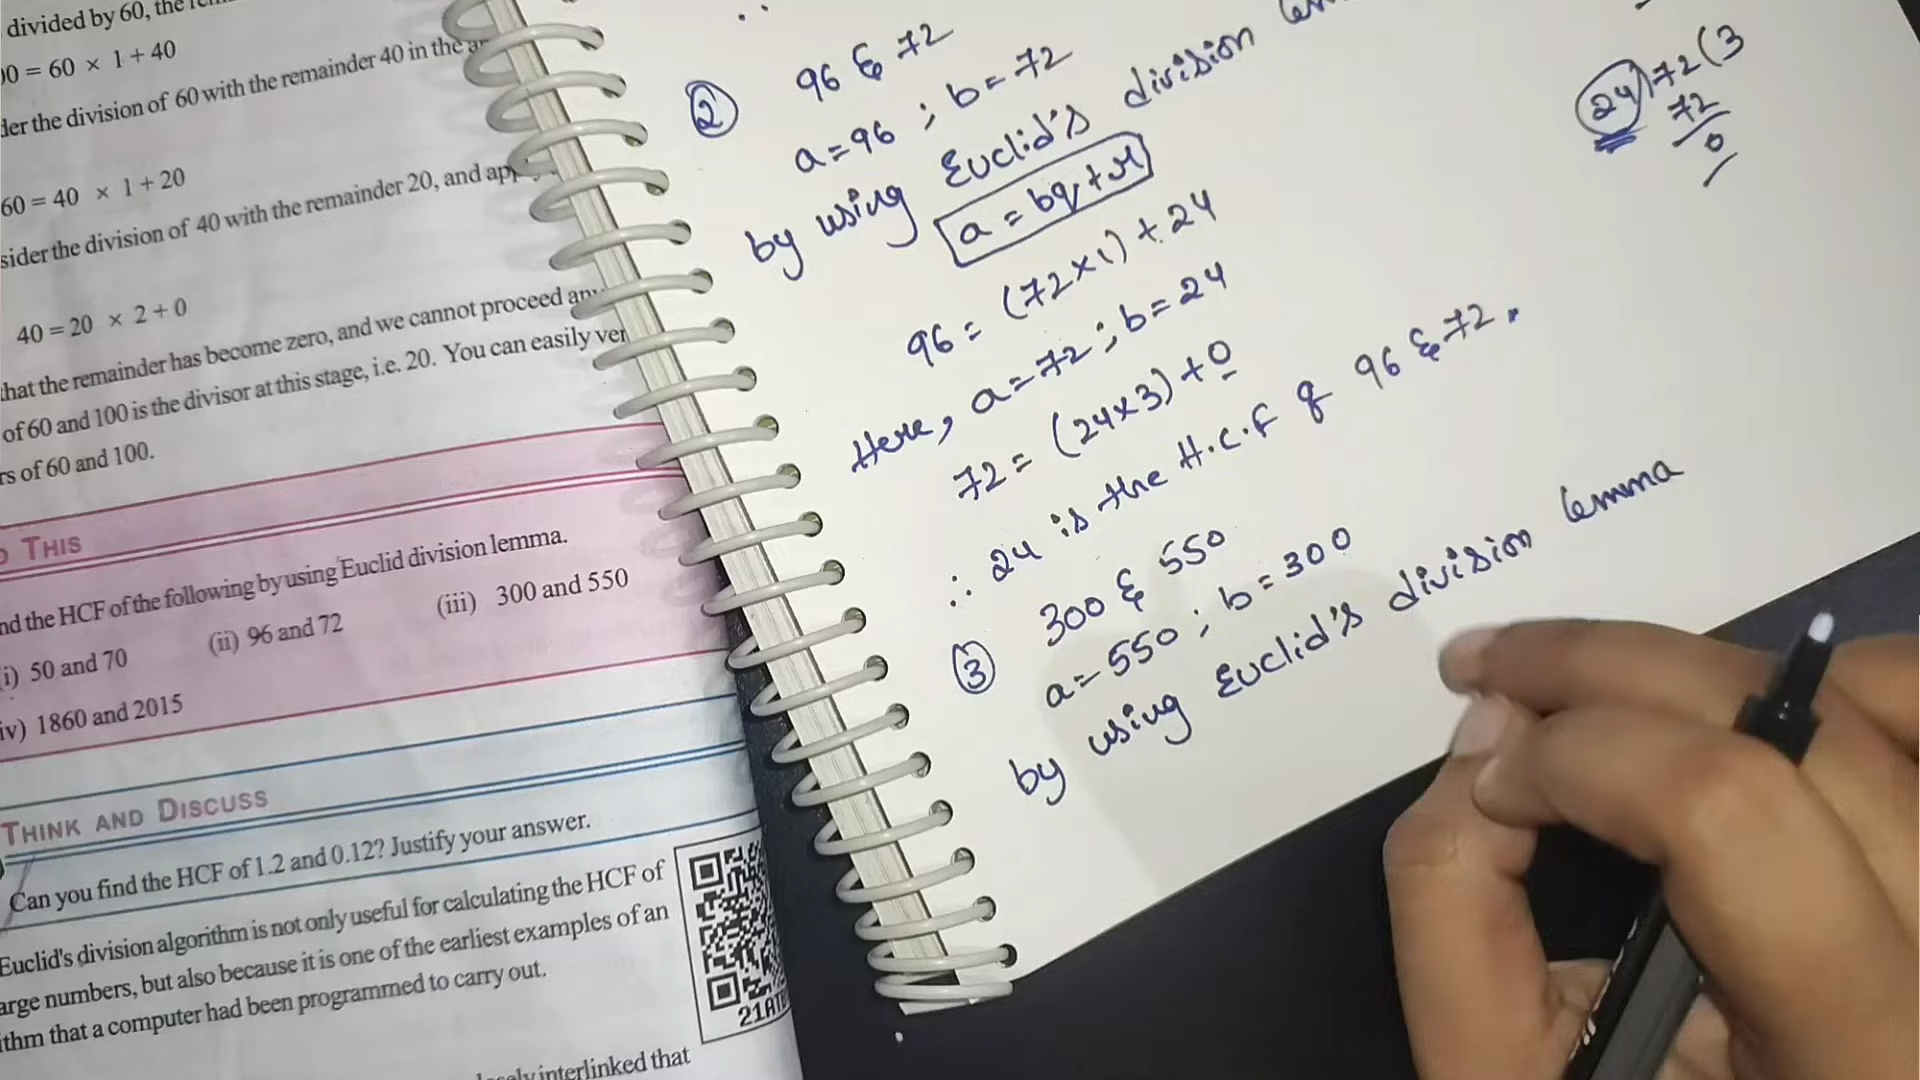 divided by 60, the
00 = 60 × 1 + 40
der the division of 60 with the remainder 40 in the
60 = 40 × 1 + 20
sider the division of 40 with the remainder 20, and
40 = 20 × 2 + 0
that the remainder has become zero, and we cannot proceed
of 60 and 100 is the divisor at this stage, i.e. 20. You can easily ver
rs of 60 and 100.
THIS
nd the HCF of the following by using Euclid division lemma.
(i) 50 and 70 (ii) 96 and 72 (iii) 300 and 550
iv) 1860 and 2015
THINK AND DISCUSS
Can you find the HCF of 1.2 and 0.12? Justify your answer.
Euclid's division algorithm is not only useful for calculating the HCF of
arge numbers, but also because it is one of the earliest examples of an
ithm that a computer had been programmed to carry out.
interlinked that
∴
② 96 & 72
a=96 ; b=72
by using Euclid's division
a = bq + r
96 = (72×1) + 24
Here, a=72 ; b=24
72 = (24×3) + 0
∴ 24 is the H.C.F of 96 & 72.
③ 300 & 550
a=550 ; b=300
by using Euclid's division lemma
24)72(3
72
0